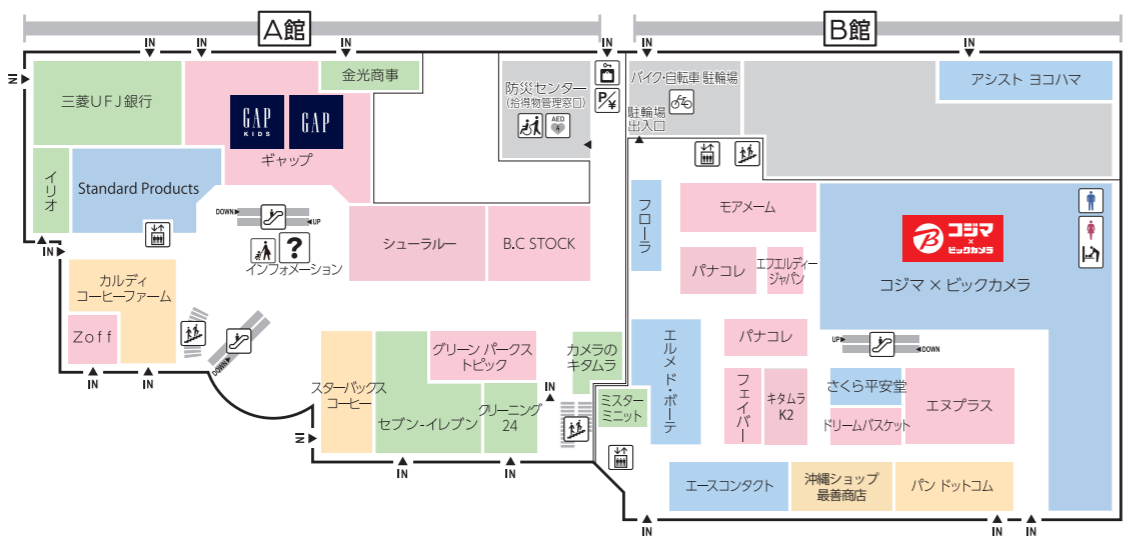 A館
B館
IN
IN
IN
IN
IN
IN
IN
三菱UFJ銀行
GAP
KIDS
GAP
ギャップ
金光商事
防災センター
(拾得物管理窓口)
AED
P/¥
バイク・自転車 駐輪場
駐輪場
出入口
アシスト ヨコハマ
イリオ
Standard Products
DOWN
UP
?
インフォメーション
シューラルー
B.C STOCK
フローラ
モアメーム
パナコレ
エフエルディー
ジャパン
コジマ
×
ビックカメラ
コジマ × ビックカメラ
IN
カルディ
コーヒーファーム
Zoff
DOWN
IN
IN
スターバックス
コーヒー
セブン-イレブン
グリーン パークス
トピック
クリーニング
24
カメラの
キタムラ
IN
ミスター
ミニット
エルメド・ボーテ
パナコレ
フェイバー
キタムラ
K2
UP
DOWN
さくら平安堂
ドリームバスケット
エヌプラス
IN
IN
IN
エースコンタクト
沖縄ショップ
最善商店
パン ドットコム
IN
IN
IN